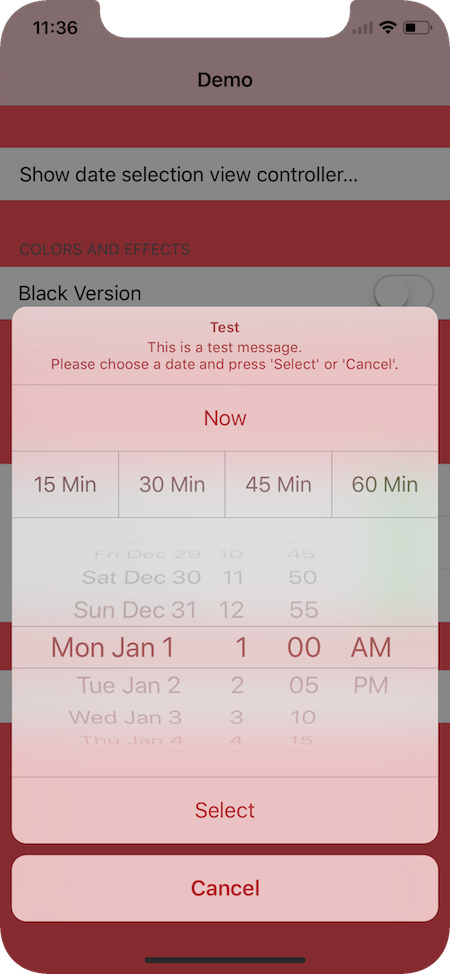 11:36
Demo
Show date selection view controller...
COLORS AND EFFECTS
Black Version
Test
This is a test message.
Please choose a date and press 'Select' or 'Cancel'.
Now
15 Min 30 Min 45 Min 60 Min
Fri Dec 29 10 45
Sat Dec 30 11 50
Sun Dec 31 12 55
Mon Jan 1 1 00 AM
Tue Jan 2 2 05 PM
Wed Jan 3 3 10
Thu Jan 4 4 15
Select
Cancel